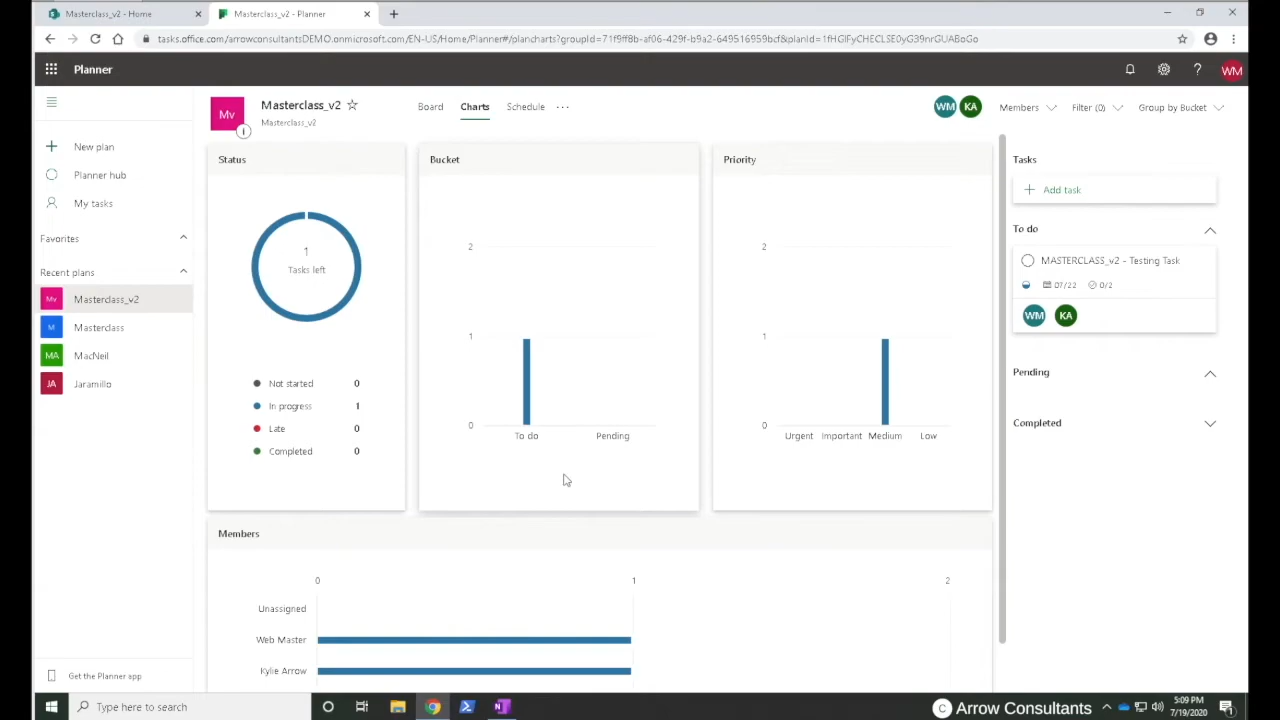 Masterclass_v2 - Home
Masterclass_v2 - Planner
tasks.office.com/arrowconsultantsDEMO.onmicrosoft.com/EN-US/Home/Planner#/plancharts?groupId=71f9ff8b-af06-429f-b9a2-649516959bcf&planId=1fHGlFyCHECLSE0yG39nrGUABoGo
Planner
WM
Mv
Masterclass_v2
Masterclass_v2
Board
Charts
Schedule
WM
KA
Members
Filter (0)
Group by Bucket
New plan
Planner hub
My tasks
Favorites
Recent plans
Mv Masterclass_v2
M Masterclass
MA MacNeil
JA Jaramillo
Get the Planner app
Status
1
Tasks left
Not started 0
In progress 1
Late 0
Completed 0
Bucket
2
1
0
To do Pending
Priority
2
1
0
Urgent Important Medium Low
Members
0 1 2
Unassigned
Web Master
Kylie Arrow
Tasks
Add task
To do
MASTERCLASS_v2 - Testing Task
07/22 0/2
WM KA
Pending
Completed
Type here to search
C Arrow Consultants
5:09 PM
7/19/2020